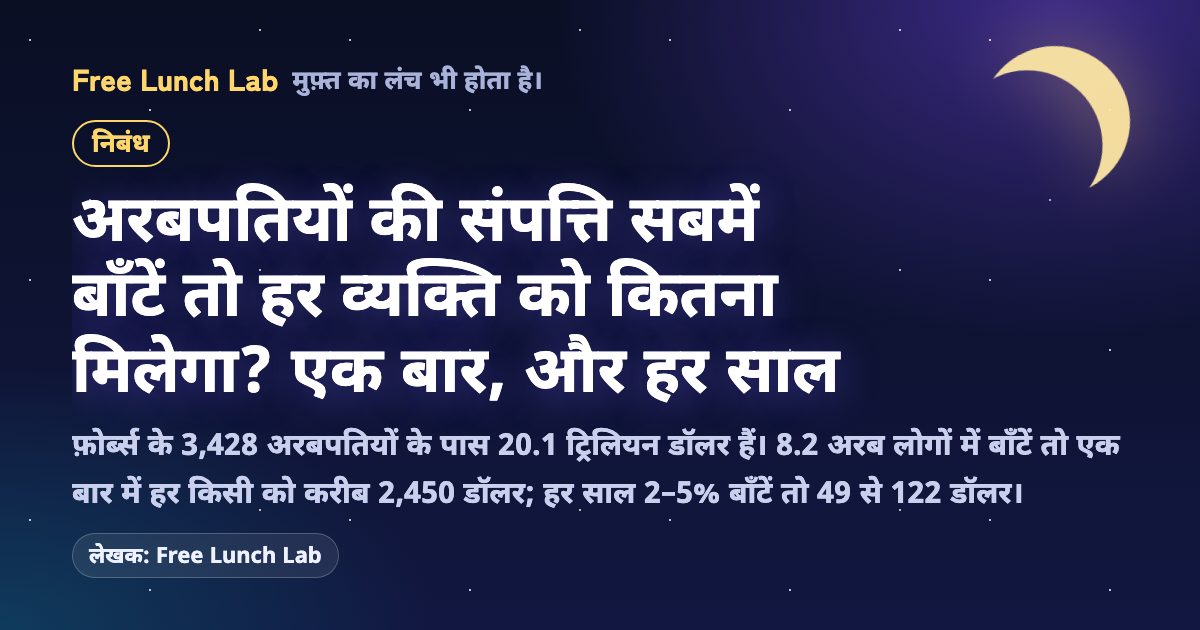 Free Lunch Lab मुफ़्त का लंच भी होता है।
निबंध
अरबपतियों की संपत्ति सबमें
बाँटें तो हर व्यक्ति को कितना
मिलेगा? एक बार, और हर साल
फ़ोर्ब्स के 3,428 अरबपतियों के पास 20.1 ट्रिलियन डॉलर हैं। 8.2 अरब लोगों में बाँटें तो एक
बार में हर किसी को करीब 2,450 डॉलर; हर साल 2–5% बाँटें तो 49 से 122 डॉलर।
लेखक: Free Lunch Lab